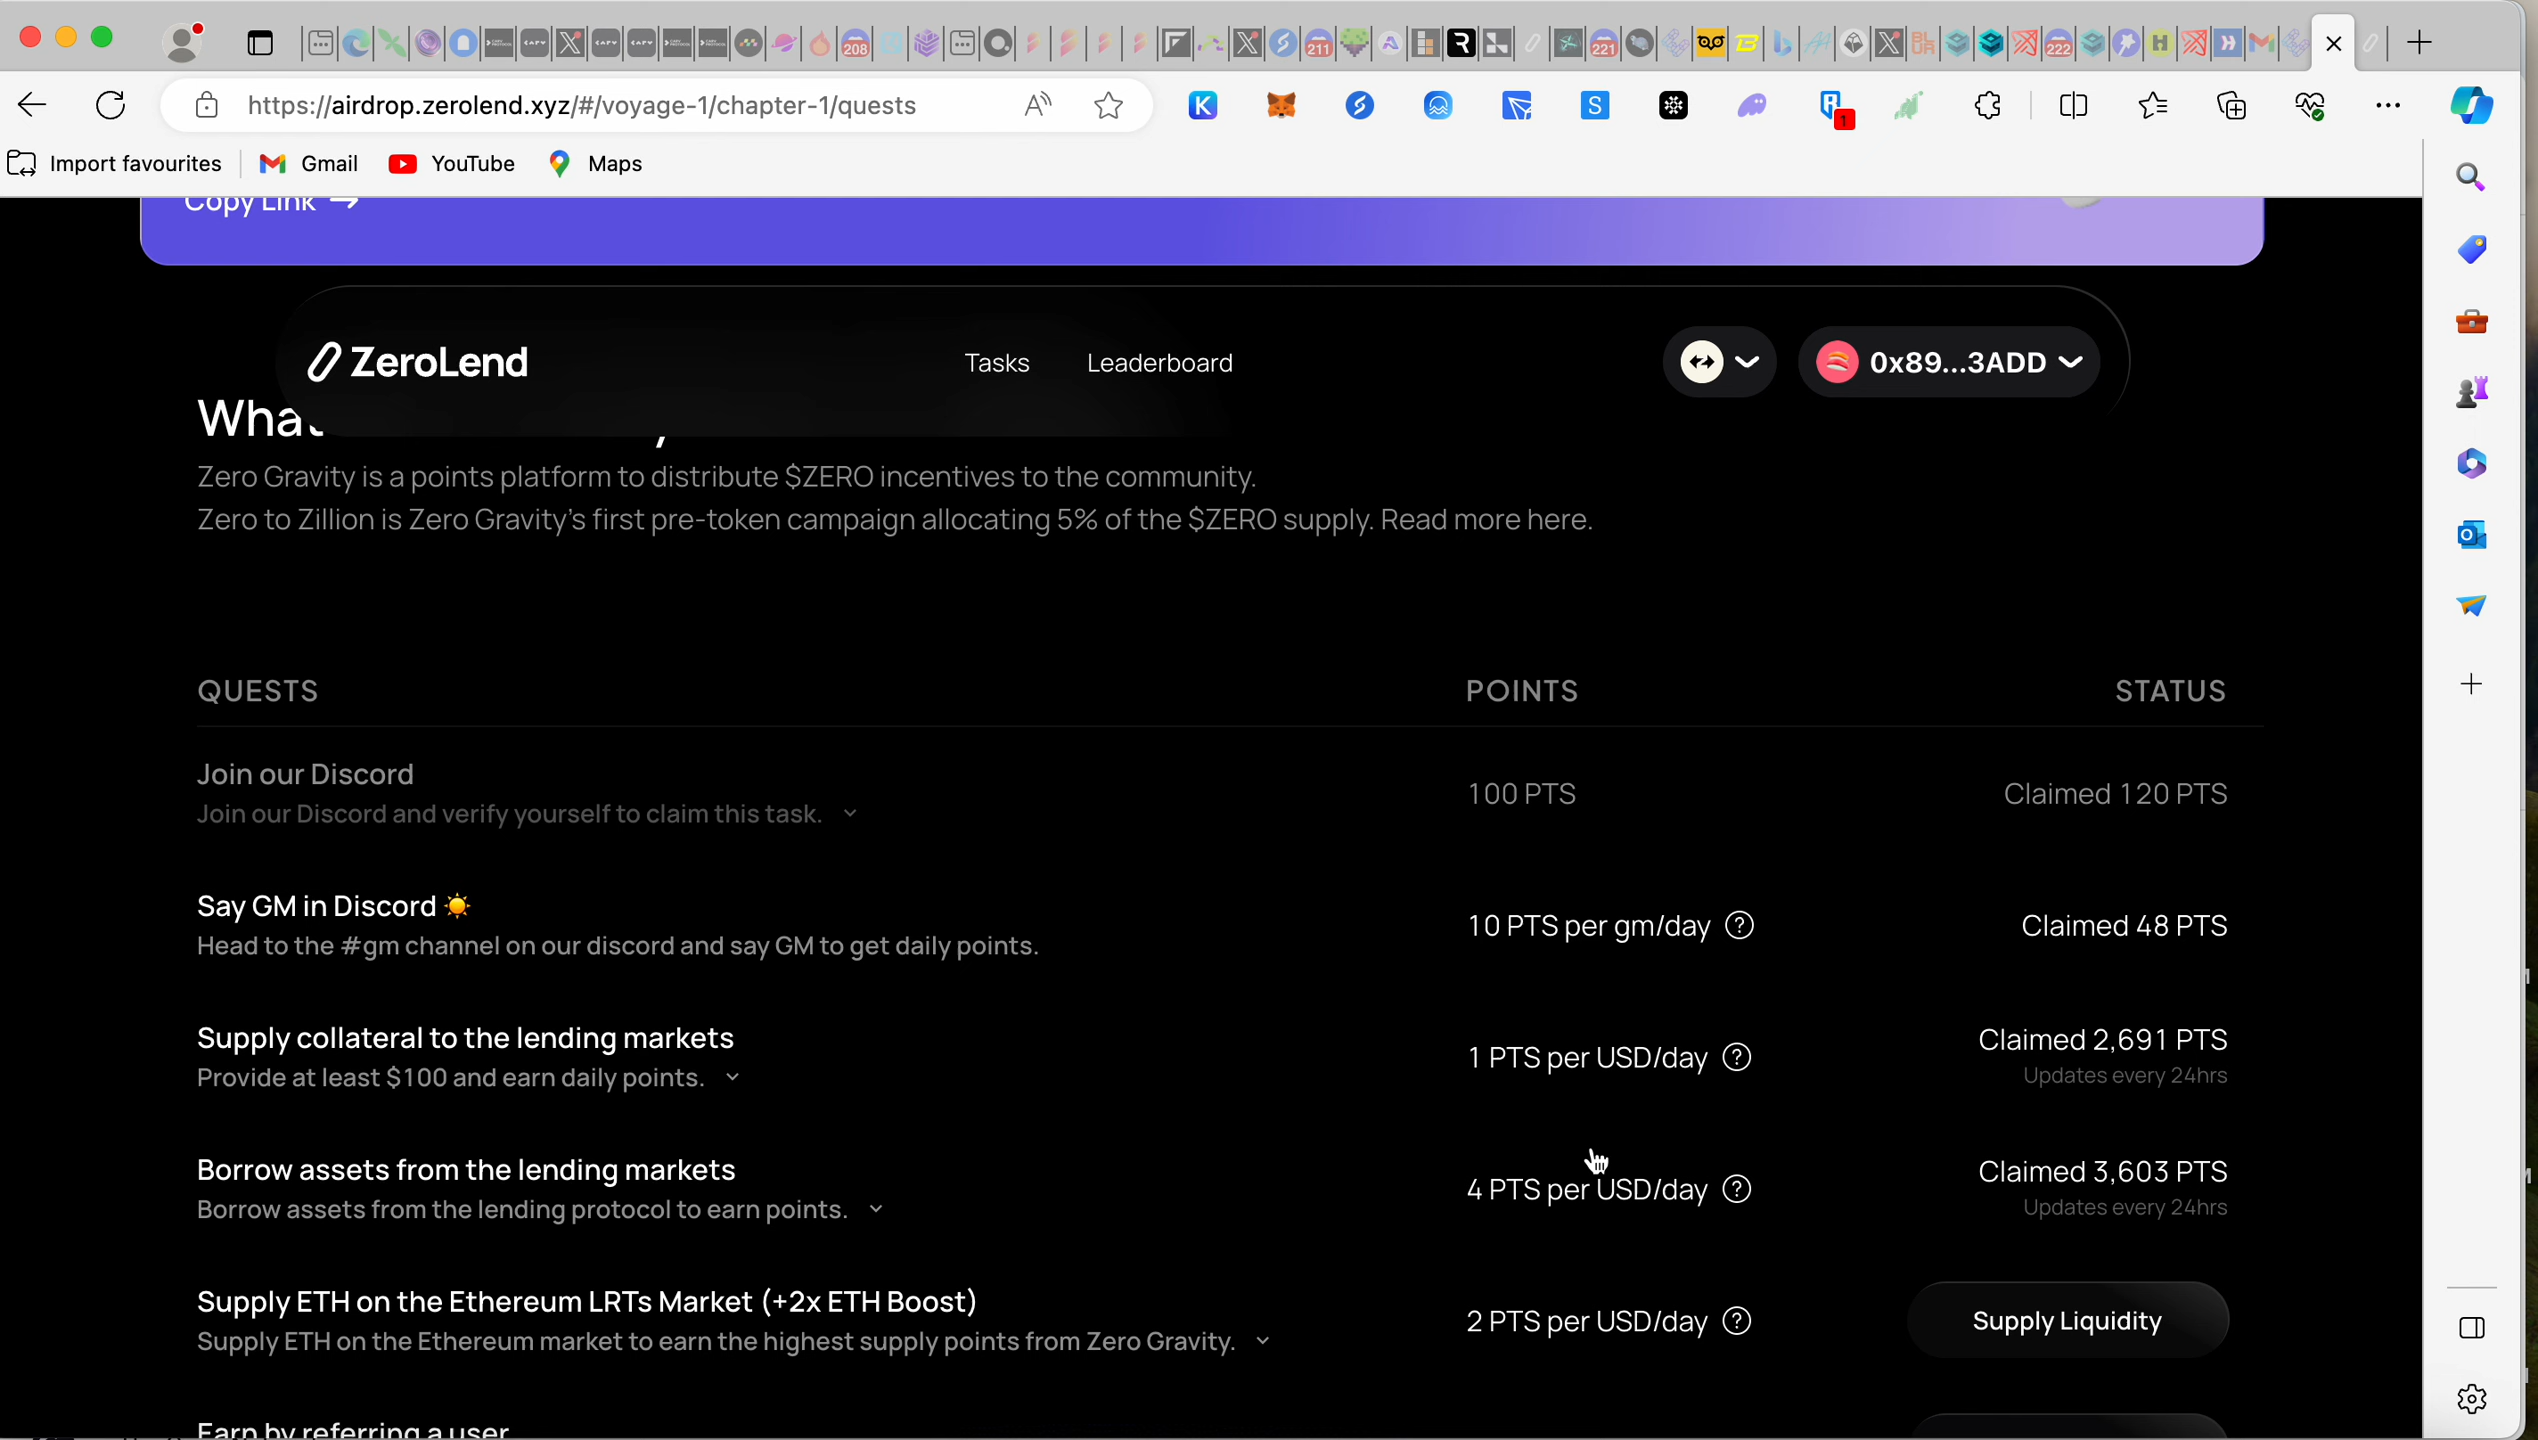 208
211
221
222
https://airdrop.zerolend.xyz/#/voyage-1/chapter-1/quests
1
Import favourites
Gmail
YouTube
Maps
Copy Link →
ZeroLend
Tasks
Leaderboard
0x89...3ADD
Zero Gravity is a points platform to distribute $ZERO incentives to the community.
Zero to Zillion is Zero Gravity's first pre-token campaign allocating 5% of the $ZERO supply. Read more here.
QUESTS POINTS STATUS
Join our Discord
Join our Discord and verify yourself to claim this task.
100 PTS
Claimed 120 PTS
Say GM in Discord ☀️
Head to the #gm channel on our discord and say GM to get daily points.
10 PTS per gm/day
Claimed 48 PTS
Supply collateral to the lending markets
Provide at least $100 and earn daily points.
1 PTS per USD/day
Claimed 2,691 PTS
Updates every 24hrs
Borrow assets from the lending markets
Borrow assets from the lending protocol to earn points.
4 PTS per USD/day
Claimed 3,603 PTS
Updates every 24hrs
Supply ETH on the Ethereum LRTs Market (+2x ETH Boost)
Supply ETH on the Ethereum market to earn the highest supply points from Zero Gravity.
2 PTS per USD/day
Supply Liquidity
Earn by referring a user